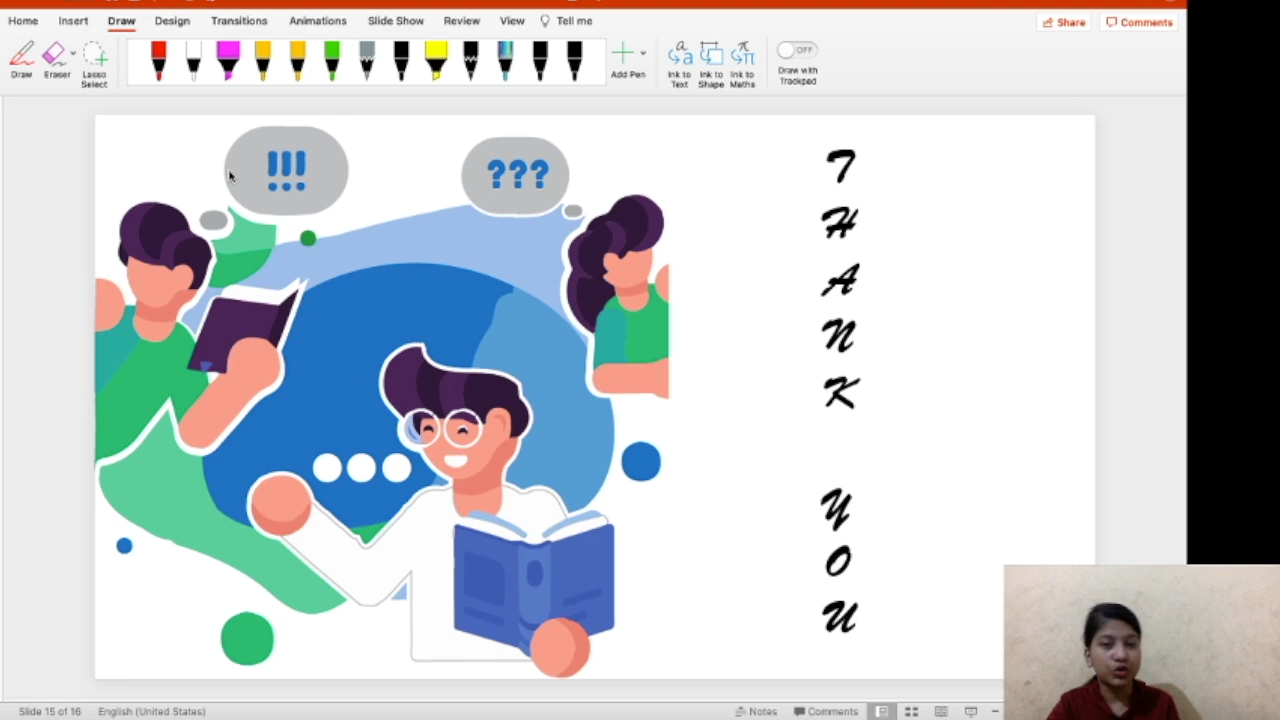 Home Insert Draw Design Transitions Animations Slide Show Review View Tell me Share Comments
Draw Eraser Lasso Select Add Pen Ink to Text Ink to Shape Ink to Maths OFF Draw with Trackpad
!!! ???
T
H
A
N
K
Y
O
U
Slide 15 of 16 English (United States) Notes Comments